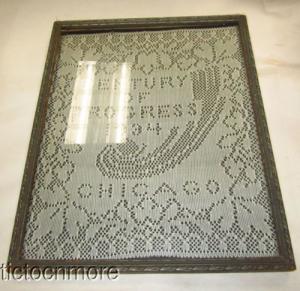 CENTURY
OF
PROGRESS
1934
CHICAGO
tictocnmore